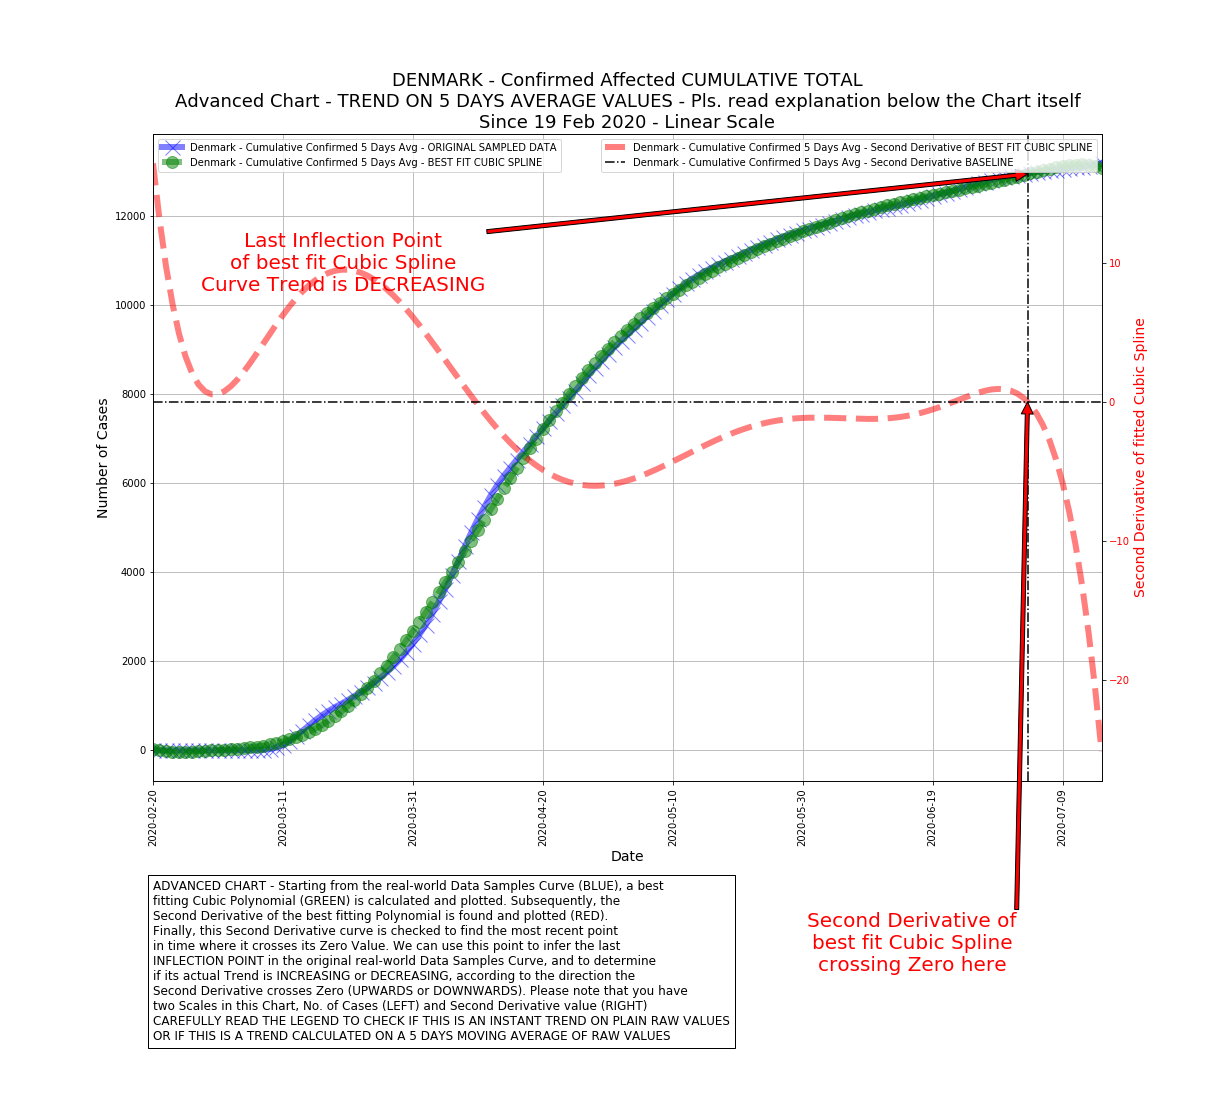 DENMARK - Confirmed Affected CUMULATIVE TOTAL
Advanced Chart - TREND ON 5 DAYS AVERAGE VALUES - Pls. read explanation below the Chart itself
Since 19 Feb 2020 - Linear Scale
Denmark - Cumulative Confirmed 5 Days Avg - ORIGINAL SAMPLED DATA
Denmark - Cumulative Confirmed 5 Days Avg - BEST FIT CUBIC SPLINE
Denmark - Cumulative Confirmed 5 Days Avg - Second Derivative of BEST FIT CUBIC SPLINE
Denmark - Cumulative Confirmed 5 Days Avg - Second Derivative BASELINE
Last Inflection Point
of best fit Cubic Spline
Curve Trend is DECREASING
Number of Cases
12000
10000
8000
6000
4000
2000
0
10
0
−10
−20
Second Derivative of fitted Cubic Spline
2020-02-20
2020-03-11
2020-03-31
2020-04-20
2020-05-10
2020-05-30
2020-06-19
2020-07-09
Date
Second Derivative of
best fit Cubic Spline
crossing Zero here
ADVANCED CHART - Starting from the real-world Data Samples Curve (BLUE), a best
fitting Cubic Polynomial (GREEN) is calculated and plotted. Subsequently, the
Second Derivative of the best fitting Polynomial is found and plotted (RED).
Finally, this Second Derivative curve is checked to find the most recent point
in time where it crosses its Zero Value. We can use this point to infer the last
INFLECTION POINT in the original real-world Data Samples Curve, and to determine
if its actual Trend is INCREASING or DECREASING, according to the direction the
Second Derivative crosses Zero (UPWARDS or DOWNWARDS). Please note that you have
two Scales in this Chart, No. of Cases (LEFT) and Second Derivative value (RIGHT)
CAREFULLY READ THE LEGEND TO CHECK IF THIS IS AN INSTANT TREND ON PLAIN RAW VALUES
OR IF THIS IS A TREND CALCULATED ON A 5 DAYS MOVING AVERAGE OF RAW VALUES